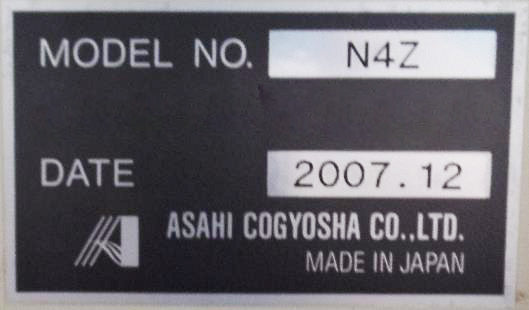 MODEL NO. N4Z
DATE 2007.12
ASAHI COGYOSHA CO.,LTD.
MADE IN JAPAN